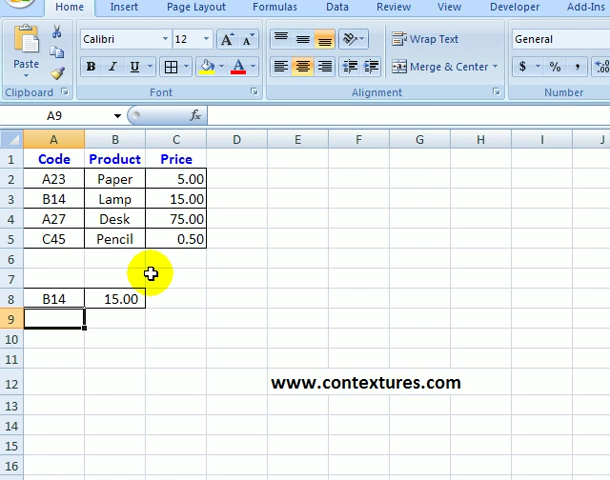 Home Insert Page Layout Formulas Data Review View Developer Add-Ins
Calibri 12 Wrap Text General
Paste B I U A Merge & Center $ % ,
Clipboard Font Alignment Number
A9 fx
A B C D E F G H I J
1 Code Product Price
2 A23 Paper 5.00
3 B14 Lamp 15.00
4 A27 Desk 75.00
5 C45 Pencil 0.50
6
7
8 B14 15.00
9
10
11
12 www.contextures.com
13
14
15
16